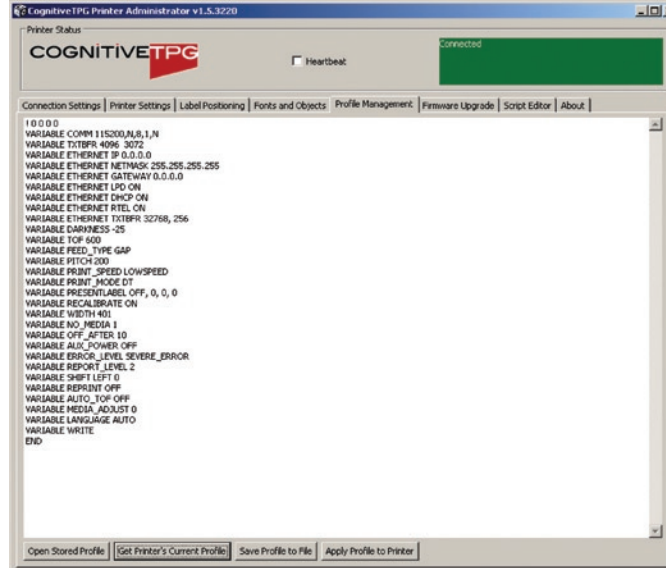 CognitiveTPG Printer Administrator v1.5.3220
Printer Status
COGNITIVETPG
Heartbeat
Connected
Connection Settings Printer Settings Label Positioning Fonts and Objects Profile Management Firmware Upgrade Script Editor About
! 0 0 0 0
VARIABLE COMM 115200,N,8,1,N
VARIABLE TXTBFR 4096 3072
VARIABLE ETHERNET IP 0.0.0.0
VARIABLE ETHERNET NETMASK 255.255.255.255
VARIABLE ETHERNET GATEWAY 0.0.0.0
VARIABLE ETHERNET LPD ON
VARIABLE ETHERNET DHCP ON
VARIABLE ETHERNET RTEL ON
VARIABLE ETHERNET TXTBFR 32768, 256
VARIABLE DARKNESS -25
VARIABLE TOF 600
VARIABLE FEED_TYPE GAP
VARIABLE PITCH 200
VARIABLE PRINT_SPEED LOWSPEED
VARIABLE PRINT_MODE DT
VARIABLE PRESENTLABEL OFF, 0, 0, 0
VARIABLE RECALIBRATE ON
VARIABLE WIDTH 401
VARIABLE NO_MEDIA 1
VARIABLE OFF_AFTER 10
VARIABLE AUX_POWER OFF
VARIABLE ERROR_LEVEL SEVERE_ERROR
VARIABLE REPORT_LEVEL 2
VARIABLE SHIFT LEFT 0
VARIABLE REPRINT OFF
VARIABLE AUTO_TOF OFF
VARIABLE MEDIA_ADJUST 0
VARIABLE LANGUAGE AUTO
VARIABLE WRITE
END
Open Stored Profile Get Printer's Current Profile Save Profile to File Apply Profile to Printer